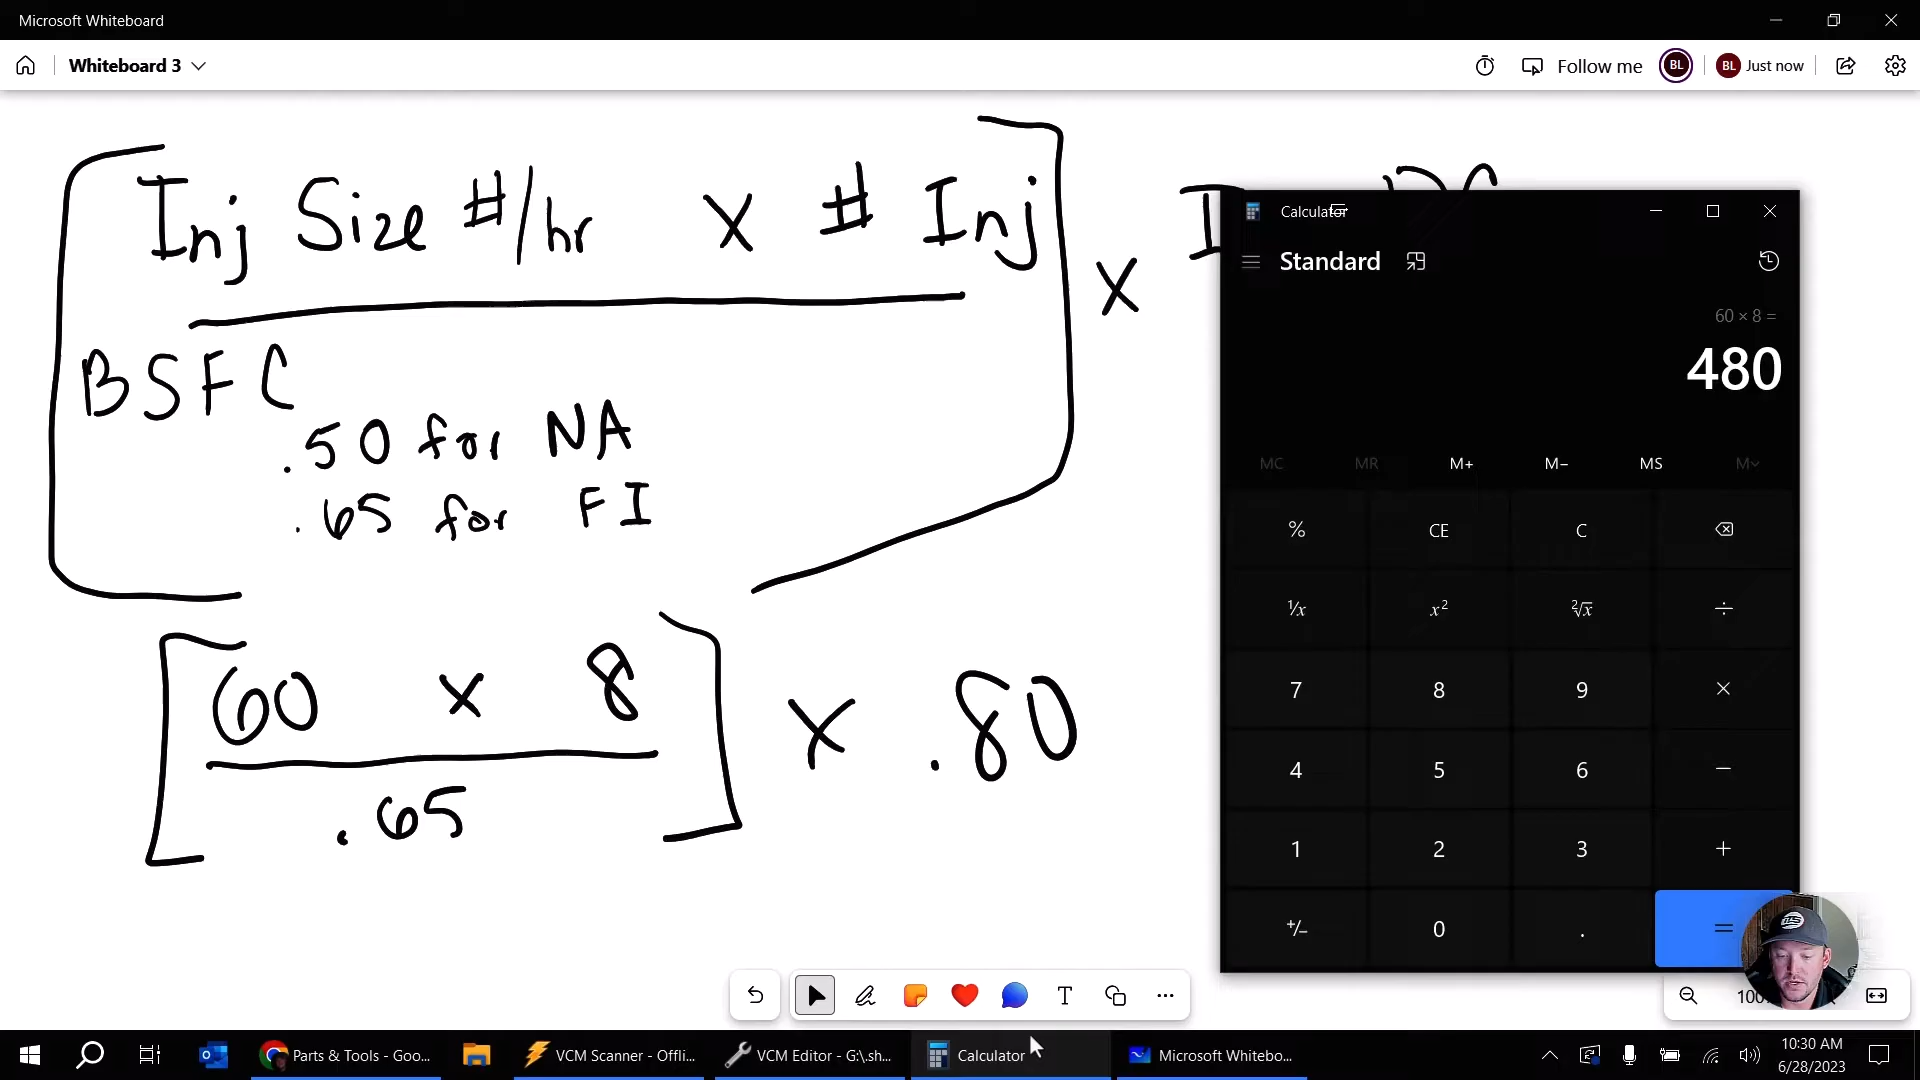 Microsoft Whiteboard
Whiteboard 3
Follow me
BL
BL
Just now
Inj Size #/hr x # Inj
x
BSFC
.50 for NA
.65 for FI
60 x 8
.65
x .80
Calculator
Standard
60 × 8 =
480
MC MR M+ M− MS M
% CE C
1/x x² ²√x ÷
7 8 9 ×
4 5 6 −
1 2 3 +
+/− 0 . =
T
Parts & Tools - Goo...
VCM Scanner - Offli...
VCM Editor - G:\.sh...
Calculator
Microsoft Whitebo...
10:30 AM
6/28/2023